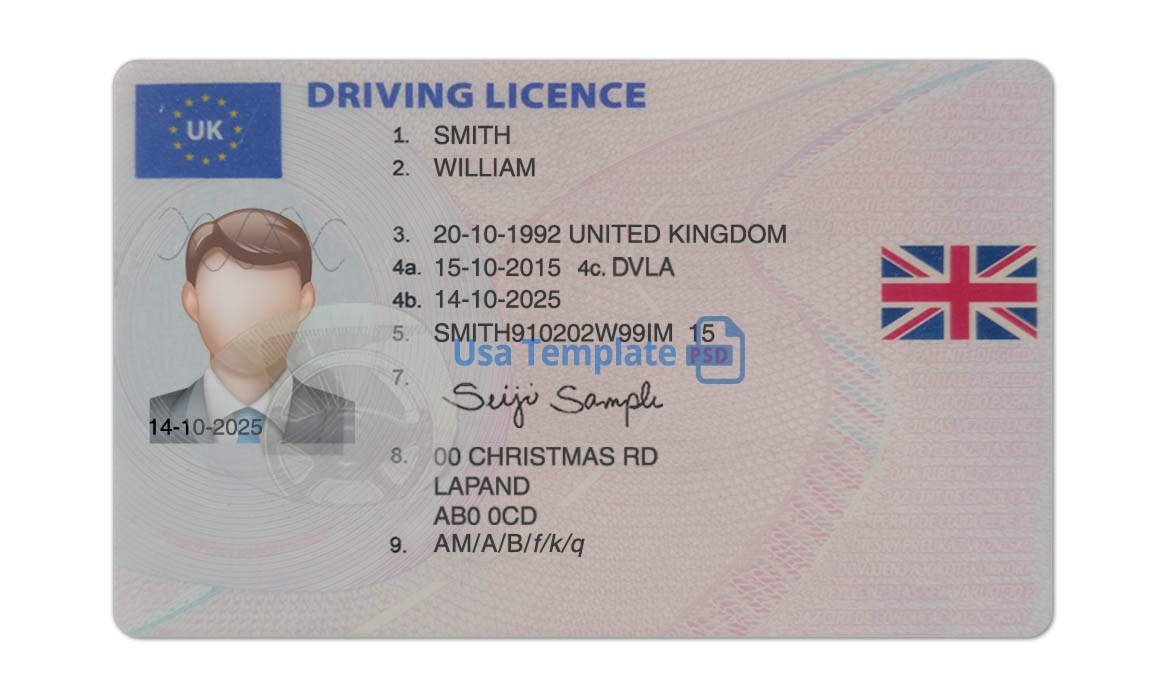 DRIVING LICENCE
UK
1. SMITH
2. WILLIAM
3. 20-10-1992 UNITED KINGDOM
4a. 15-10-2015 4c. DVLA
4b. 14-10-2025
5. SMITH910202W99IM 15
Usa Template PSD
7. Seiji Sample
14-10-2025
8. 00 CHRISTMAS RD
LAPAND
AB0 0CD
9. AM/A/B/f/k/q